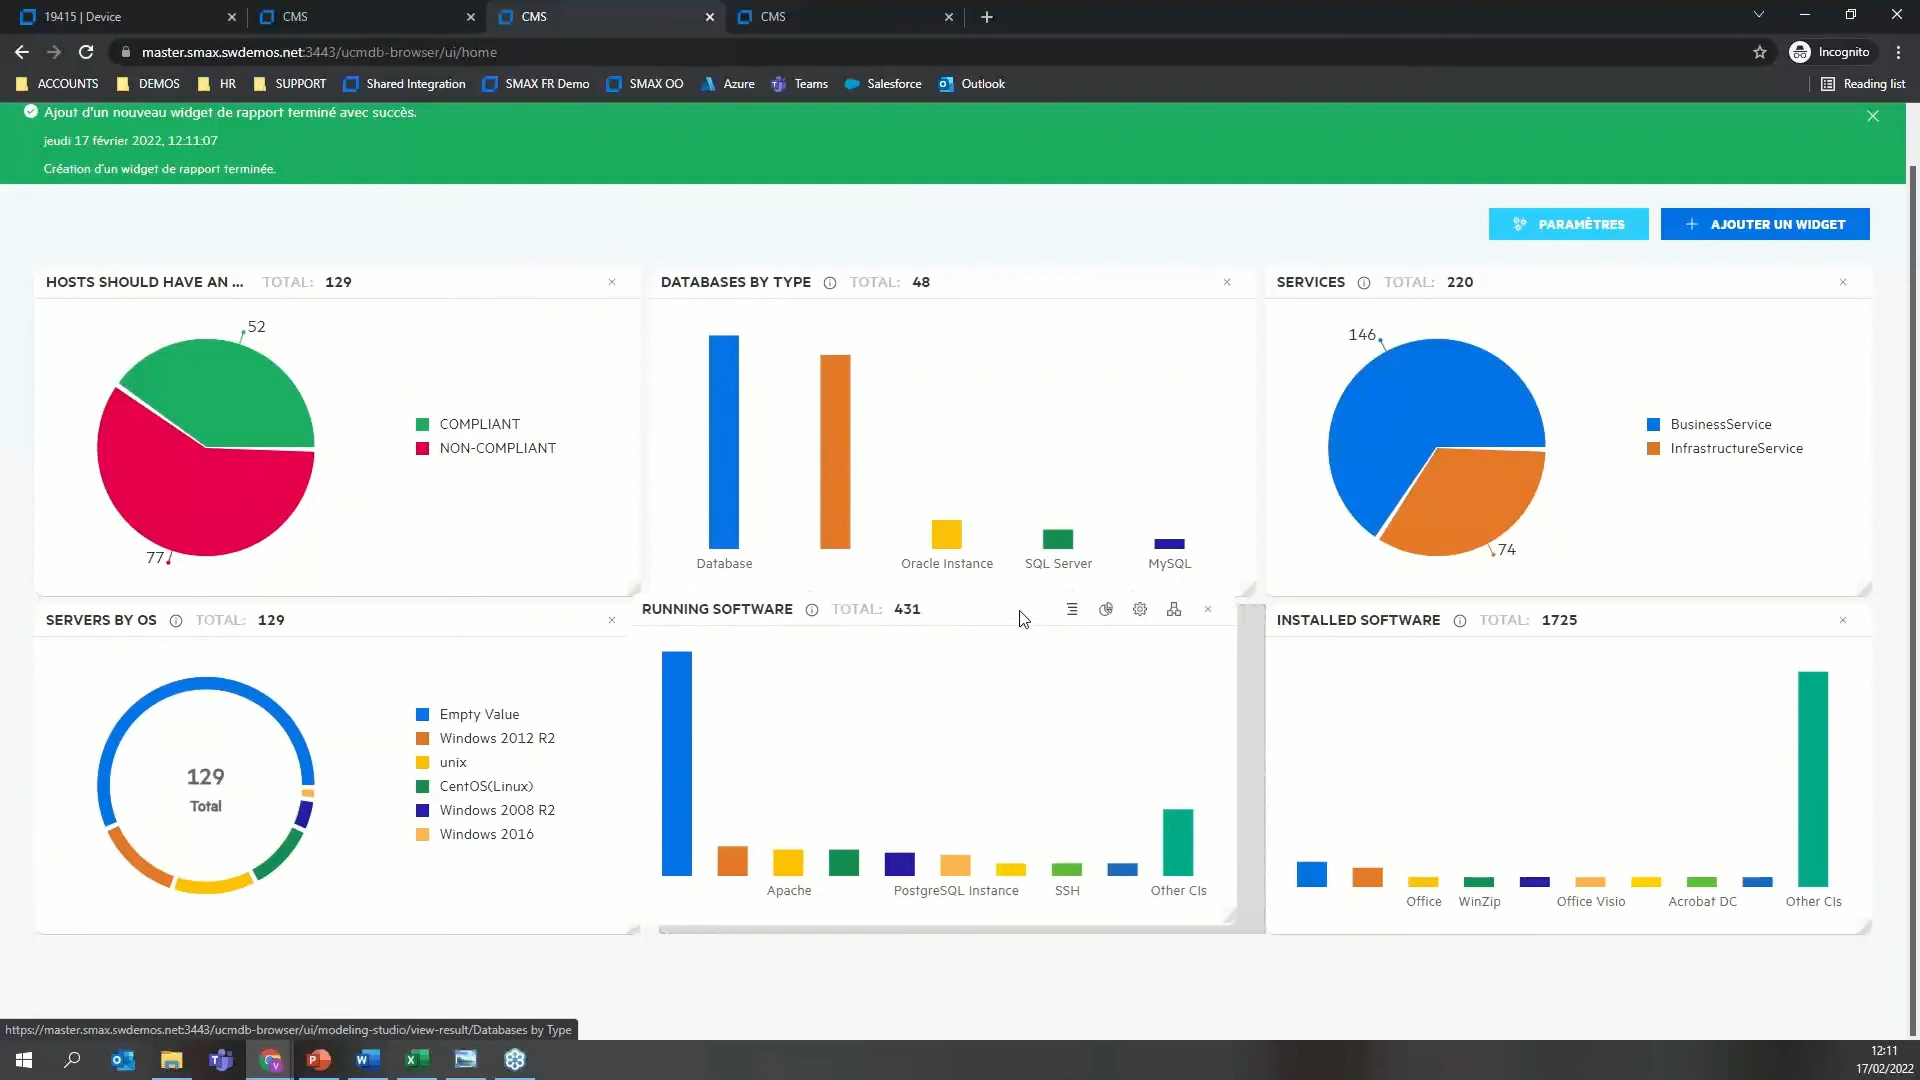 19415 | Device
CMS
CMS
CMS
master.smax.swdemos.net:3443/ucmdb-browser/ui/home
Incognito
ACCOUNTS
DEMOS
HR
SUPPORT
Shared Integration
SMAX FR Demo
SMAX OO
Azure
Teams
Salesforce
Outlook
Reading list
Ajout d'un nouveau widget de rapport terminé avec succès.
jeudi 17 février 2022, 12:11:07
Création d'un widget de rapport terminée.
PARAMÈTRES
AJOUTER UN WIDGET
HOSTS SHOULD HAVE AN ... TOTAL: 129
52
77
COMPLIANT
NON-COMPLIANT
DATABASES BY TYPE TOTAL: 48
Database
Oracle Instance
SQL Server
MySQL
SERVICES TOTAL: 220
146
74
BusinessService
InfrastructureService
SERVERS BY OS TOTAL: 129
129
Total
Empty Value
Windows 2012 R2
unix
CentOS(Linux)
Windows 2008 R2
Windows 2016
RUNNING SOFTWARE TOTAL: 431
Apache
PostgreSQL Instance
SSH
Other CIs
INSTALLED SOFTWARE TOTAL: 1725
Office
WinZip
Office Visio
Acrobat DC
Other CIs
https://master.smax.swdemos.net:3443/ucmdb-browser/ui/modeling-studio/view-result/Databases by Type
12:11
17/02/2022